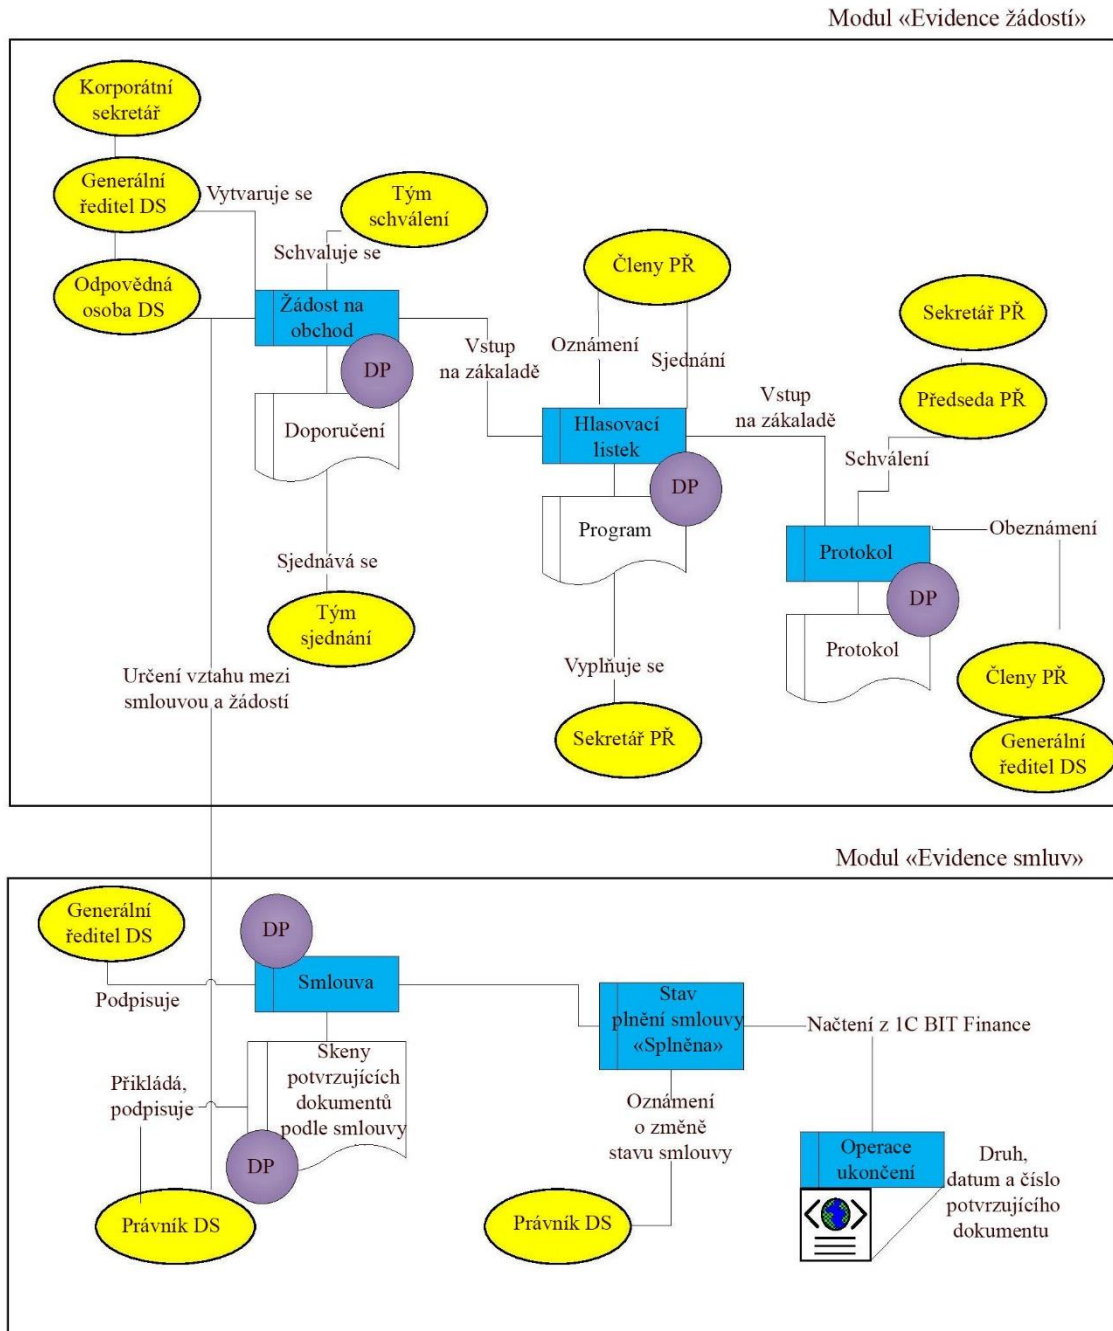 Modul «Evidence žádostí»
Korporátní
sekretář
Generální
ředitel DS
Vytvaruje se
Tým
schválení
Schvaluje se
Odpovědná
osoba DS
Žádost na
obchod
DP
Doporučení
Sjednává se
Tým
sjednání
Vstup
na zákaladě
Členy PŘ
Oznámení
Sjednání
Hlasovací
listek
DP
Program
Vyplňuje se
Sekretář PŘ
Vstup
na zákaladě
Sekretář PŘ
Předseda PŘ
Schválení
Protokol
DP
Protokol
Obeznámení
Členy PŘ
Generální
ředitel DS
Určení vztahu mezi
smlouvou a žádostí
Modul «Evidence smluv»
Generální
ředitel DS
Podpisuje
DP
Smlouva
Skeny
potvrzujících
dokumentů
podle smlouvy
DP
Přikládá,
podpisuje
Právník DS
Stav
plnění smlouvy
«Splněna»
Oznámení
o změně
stavu smlouvy
Právník DS
Načtení z 1C BIT Finance
Operace
ukončení
Druh,
datum a číslo
potvrzujícího
dokumentu